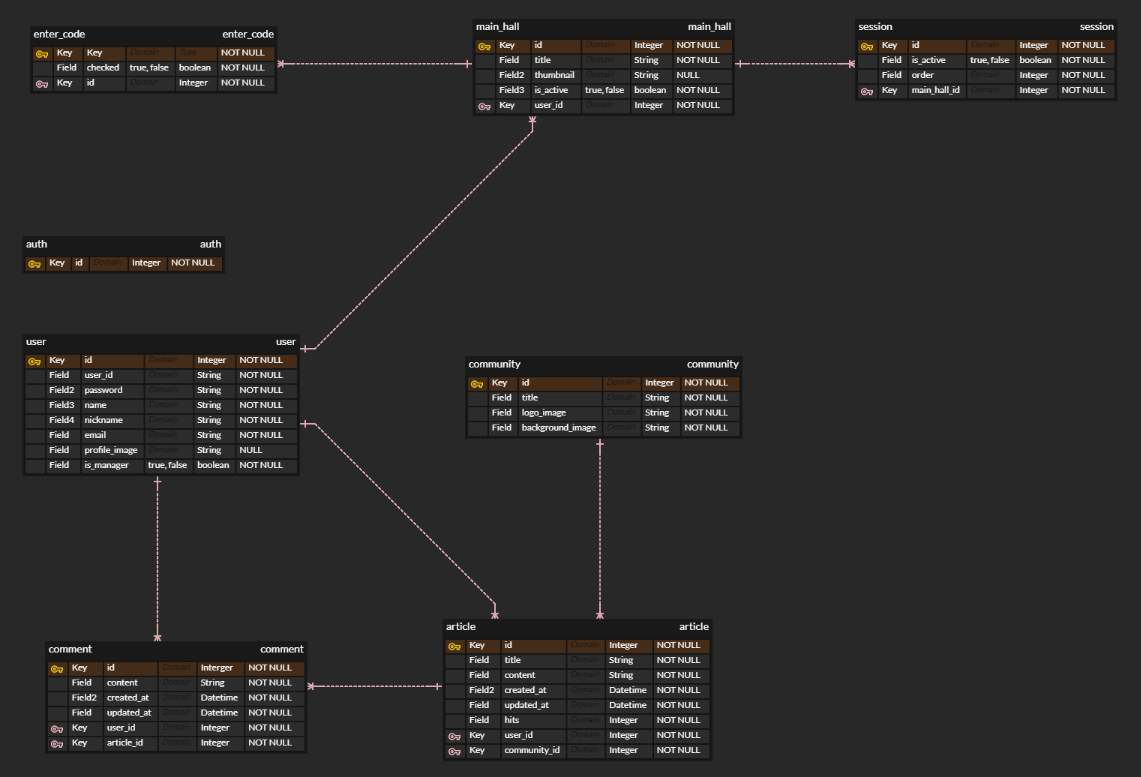 enter_code enter_code
Key Key Domain Type NOT NULL
Field checked true, false boolean NOT NULL
Key id Domain Integer NOT NULL
main_hall main_hall
Key id Domain Integer NOT NULL
Field title Domain String NOT NULL
Field2 thumbnail Domain String NULL
Field3 is_active true, false boolean NOT NULL
Key user_id Domain Integer NOT NULL
session session
Key id Domain Integer NOT NULL
Field is_active true, false boolean NOT NULL
Field order Domain Integer NOT NULL
Key main_hall_id Domain Integer NOT NULL
auth auth
Key id Domain Integer NOT NULL
user user
Key id Domain Integer NOT NULL
Field user_id Domain String NOT NULL
Field2 password Domain String NOT NULL
Field3 name Domain String NOT NULL
Field4 nickname Domain String NOT NULL
Field email Domain String NOT NULL
Field profile_image Domain String NULL
Field is_manager true, false boolean NOT NULL
community community
Key id Domain Integer NOT NULL
Field title Domain String NOT NULL
Field logo_image Domain String NOT NULL
Field background_image Domain String NOT NULL
comment comment
Key id Domain Interger NOT NULL
Field content Domain String NOT NULL
Field2 created_at Domain Datetime NOT NULL
Field updated_at Domain Datetime NOT NULL
Key user_id Domain Integer NOT NULL
Key article_id Domain Integer NOT NULL
article article
Key id Domain Integer NOT NULL
Field title Domain String NOT NULL
Field content Domain String NOT NULL
Field2 created_at Domain Datetime NOT NULL
Field updated_at Domain Datetime NOT NULL
Field hits Domain Integer NOT NULL
Key user_id Domain Integer NOT NULL
Key community_id Domain Integer NOT NULL